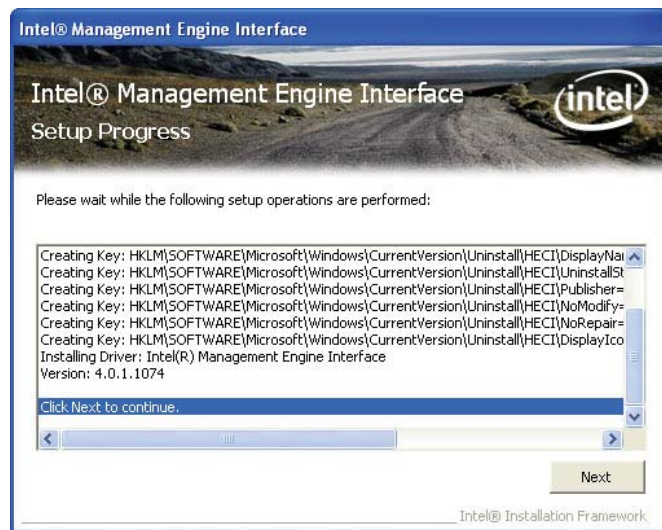 Intel® Management Engine Interface
Intel® Management Engine Interface
Setup Progress
intel
Please wait while the following setup operations are performed:
Creating Key: HKLM\SOFTWARE\Microsoft\Windows\CurrentVersion\Uninstall\HECI\DisplayNa
Creating Key: HKLM\SOFTWARE\Microsoft\Windows\CurrentVersion\Uninstall\HECI\UninstallSt
Creating Key: HKLM\SOFTWARE\Microsoft\Windows\CurrentVersion\Uninstall\HECI\Publisher=
Creating Key: HKLM\SOFTWARE\Microsoft\Windows\CurrentVersion\Uninstall\HECI\NoModify=
Creating Key: HKLM\SOFTWARE\Microsoft\Windows\CurrentVersion\Uninstall\HECI\NoRepair=
Creating Key: HKLM\SOFTWARE\Microsoft\Windows\CurrentVersion\Uninstall\HECI\DisplayIco
Installing Driver: Intel(R) Management Engine Interface
Version: 4.0.1.1074
Click Next to continue.
Next
Intel® Installation Framework